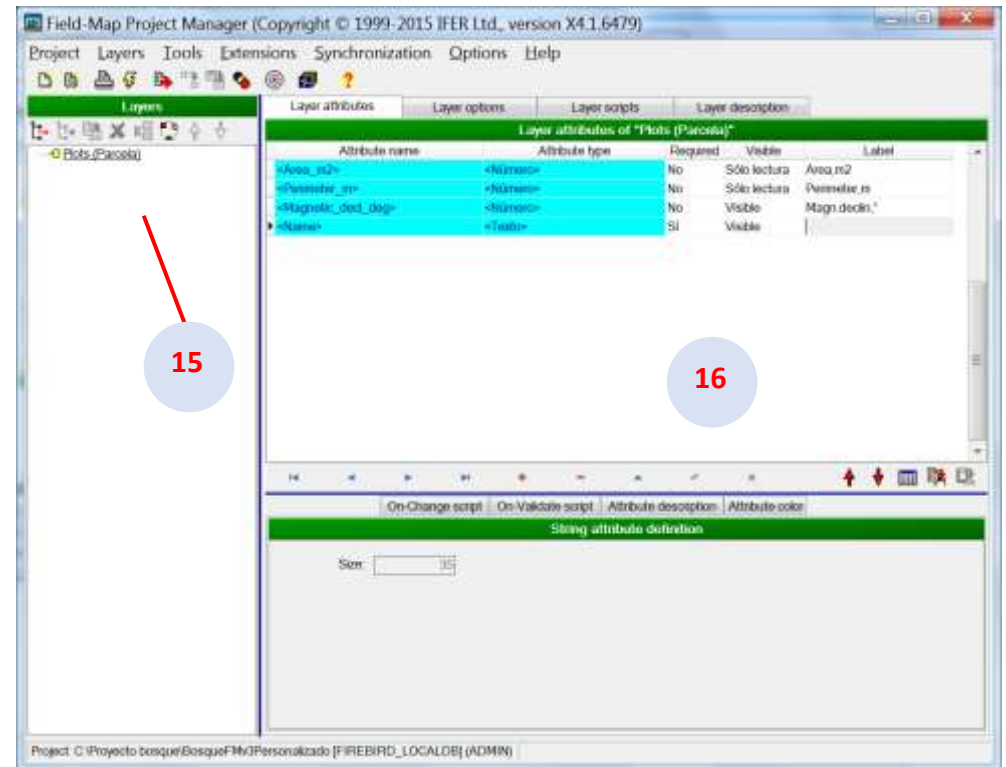 Field-Map Project Manager (Copyright © 1999-2015 IFER Ltd., version X4.1.6479)
Project Layers Tools Extensions Synchronization Options Help
Layers
Layer attributes Layer options Layer scripts Layer description
Layer attributes of "Plots (Parcela)"
Plots (Parcela)
Attribute name Attribute type Required Visible Label
<Area_m2> <Número> No Sólo lectura Area,m2
<Perimeter_m> <Número> No Sólo lectura Perimeter,m
<Magnetic_decl_deg> <Número> No Visible Magn.declin,°
<Name> <Texto> Sí Visible
15
16
On-Change script On-Validate script Attribute description Attribute color
String attribute definition
Size: 35
Project: C:\Proyecto bosque\BosqueFMv3Personalizado [FIREBIRD_LOCALDB] (ADMIN)